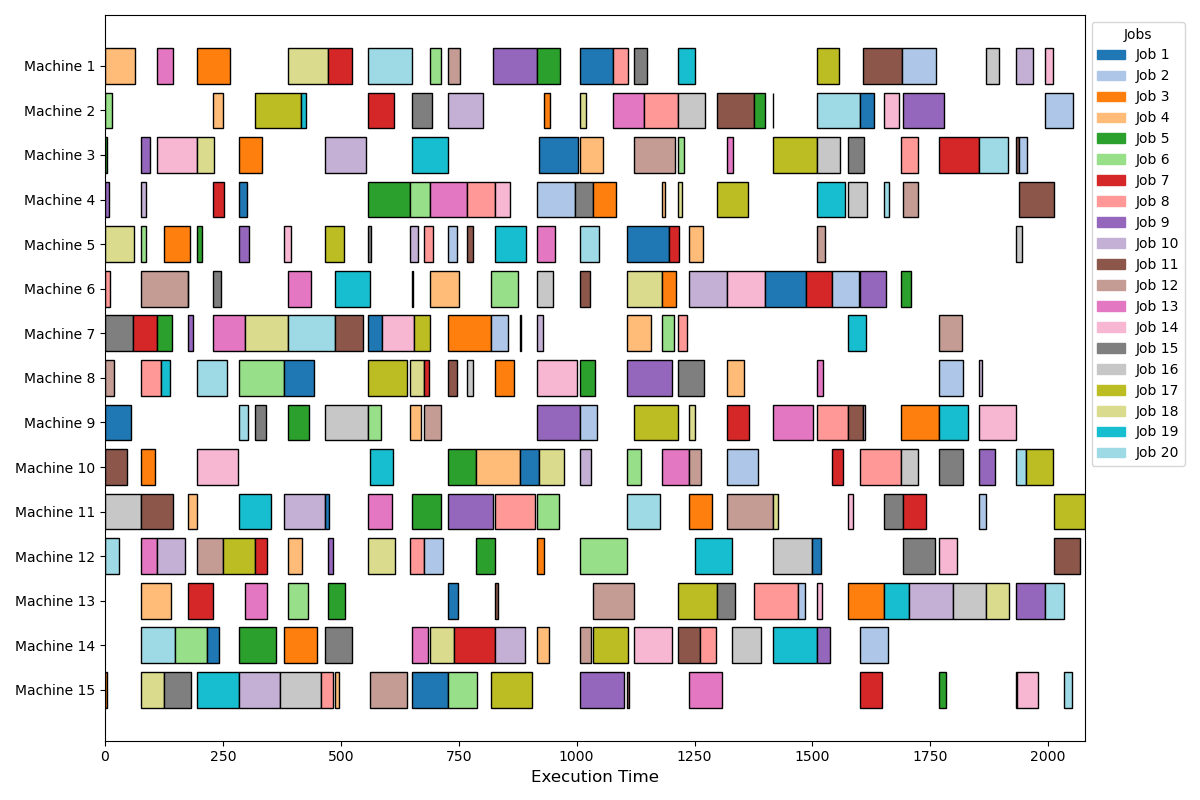 Jobs
Machine 1
Job 1
Job 2
Job 3
Machine 2
Job 4
Job 5
Machine 3
Job 6
Job 7
Machine 4
Job 8
Job 9
Machine 5
Job 10
Job 11
Machine 6
Job 12
Job 13
Machine 7
Job 14
Job 15
Machine 8
Job 16
Job 17
Machine 9
Job 18
Job 19
Job 20
Machine 10
Machine 11
Machine 12
Machine 13
Machine 14
Machine 15
0 250 500 750 1000 1250 1500 1750 2000
Execution Time